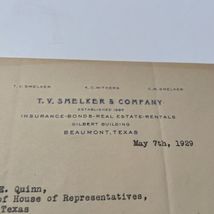 T. V. SMELKER K. C. WITHERS C. R. SMELKER
T. V. SMELKER & COMPANY
ESTABLISHED 1897
INSURANCE-BONDS-REAL ESTATE-RENTALS
GILBERT BUILDING
BEAUMONT, TEXAS
May 7th, 1929
E. Quinn,
of House of Representatives,
Texas